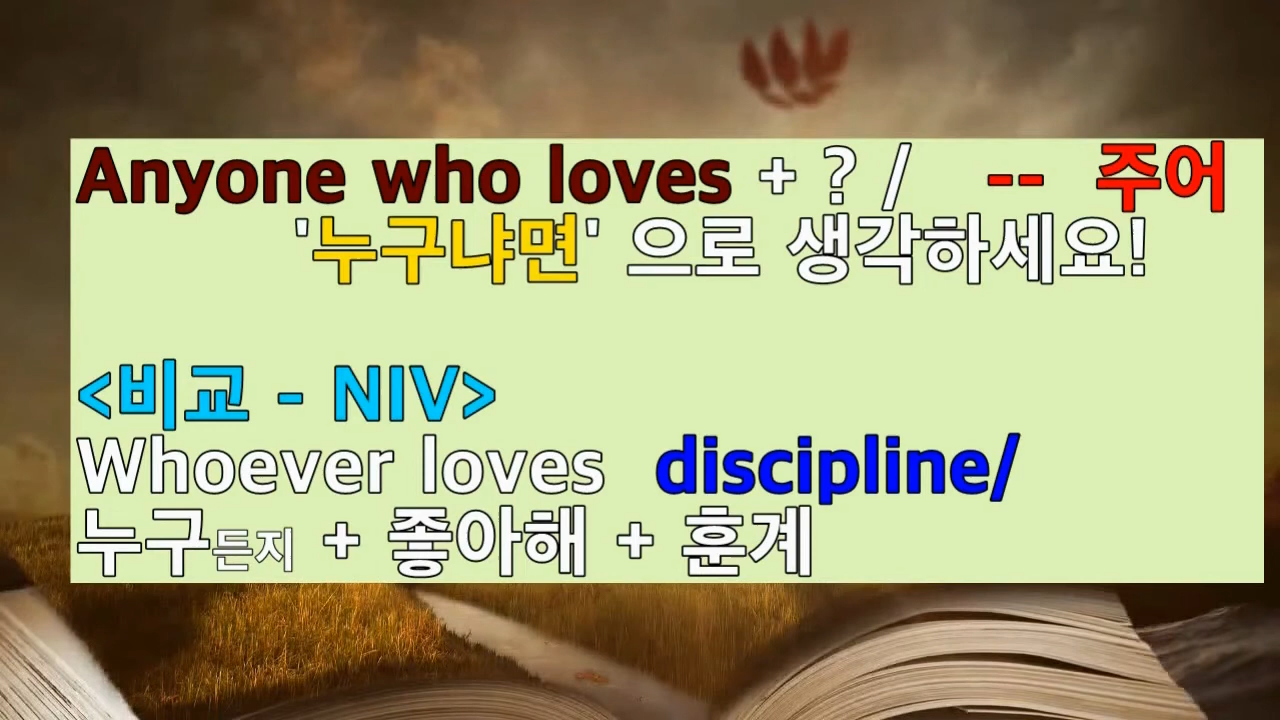 Anyone who loves + ? / -- 주어
'누구냐면' 으로 생각하세요!
<비교 - NIV>
Whoever loves discipline/
누구든지 + 좋아해 + 훈계